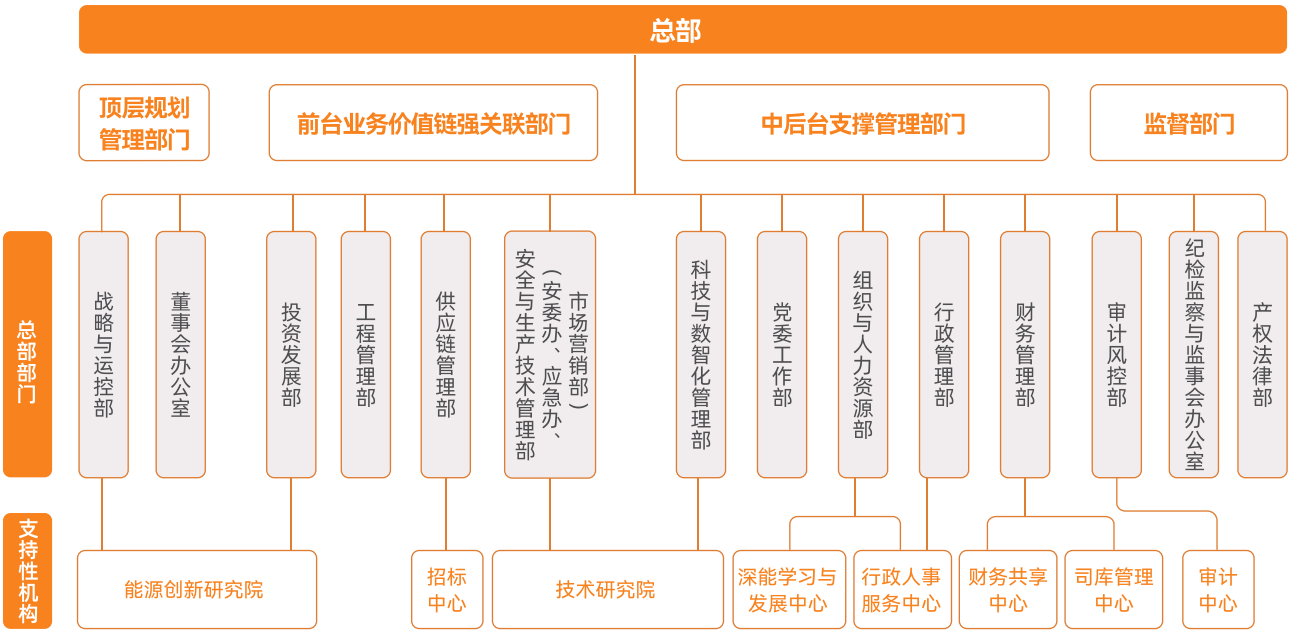 总部
顶层规划
管理部门
前台业务价值链强关联部门
中后台支撑管理部门
监督部门
总部部门
战略与运控部
董事会办公室
投资发展部
工程管理部
供应链管理部
安全与生产技术管理部
（安委办、应急办、
市场营销部）
科技与数智化管理部
党委工作部
组织与人力资源部
行政管理部
财务管理部
审计风控部
纪检监察与监事会办公室
产权法律部
支持性机构
能源创新研究院
招标
中心
技术研究院
深能学习与
发展中心
行政人事
服务中心
财务共享
中心
司库管理
中心
审计
中心